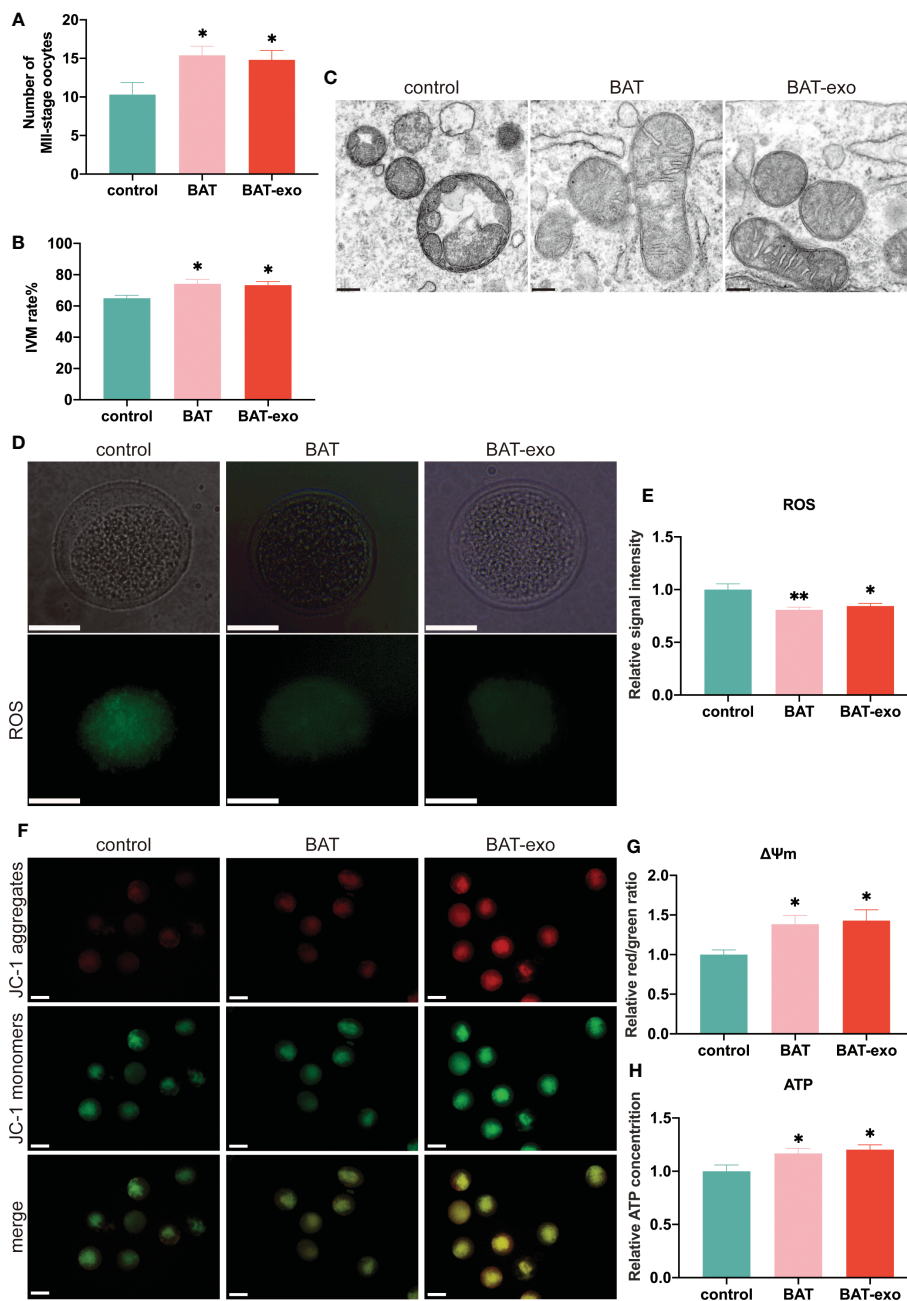 A
Number of
MII-stage oocytes
20
15
10
5
0
*
*
control
BAT
BAT-exo
B
IVM rate%
100
80
60
40
20
0
*
*
control
BAT
BAT-exo
C
control
BAT
BAT-exo
D
control
BAT
BAT-exo
ROS
E
ROS
Relative signal intensity
1.5
1.0
0.5
0.0
**
*
control
BAT
BAT-exo
F
control
BAT
BAT-exo
JC-1 aggregates
JC-1 monomers
merge
G
ΔΨm
Relative red/green ratio
2.0
1.5
1.0
0.5
0.0
*
*
control
BAT
BAT-exo
H
ATP
Relative ATP concentrition
1.5
1.0
0.5
0.0
*
*
control
BAT
BAT-exo